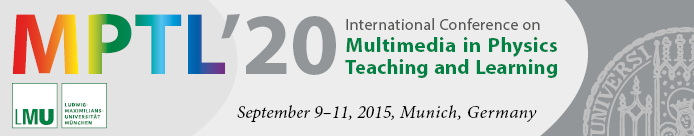 MPTL'20
International Conference on
Multimedia in Physics
Teaching and Learning
LMU
LUDWIG-
MAXIMILIANS-
UNIVERSITÄT
MÜNCHEN
September 9–11, 2015, Munich, Germany
UNIVERSI